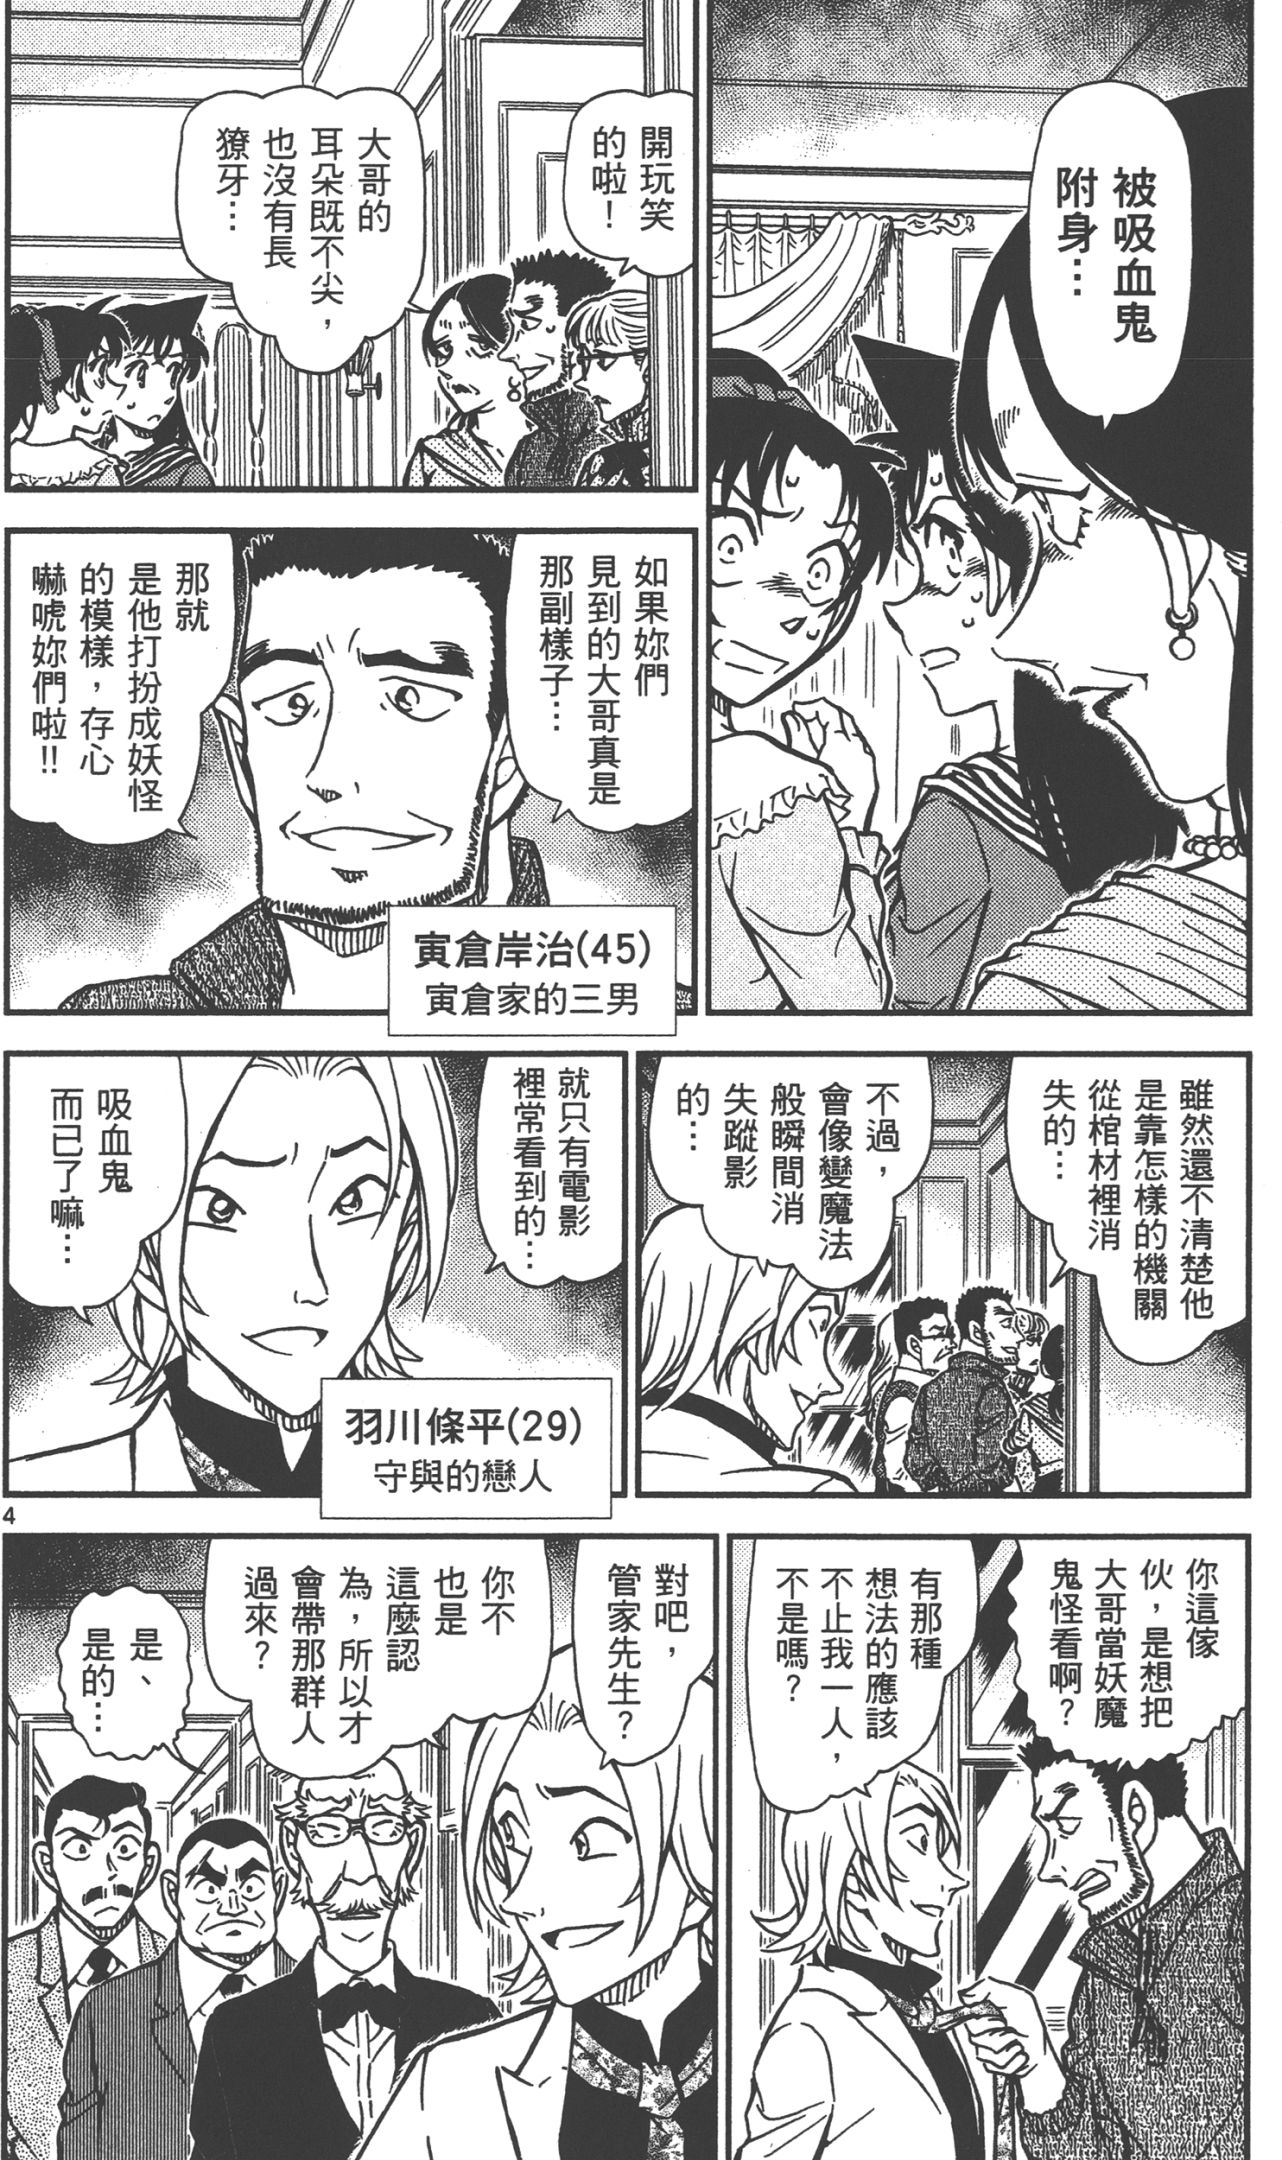 被吸血鬼
附身…
開玩笑
的啦！
大哥的
耳朵既不尖，
也沒有長
獠牙…
如果妳們
見到的大哥真是
那副樣子…
那就
是他打扮成妖怪
的模樣，存心
嚇唬妳們啦!!
寅倉岸治(45)
寅倉家的三男
雖然還不清楚他
是靠怎樣的機關
從棺材裡消
失的…
不過，
會像變魔法
般瞬間消
失蹤影
的…
就只有電影
裡常看到的…
吸血鬼
而已了嘛…
羽川條平(29)
守與的戀人
4
你這傢
伙，是想把
大哥當妖魔
鬼怪看啊？
有那種
想法的應該
不止我一人，
不是嗎？
對吧，
管家先生？
你不
也是
這麼認
為，所以才
會帶那群人
過來？
是、
是的…